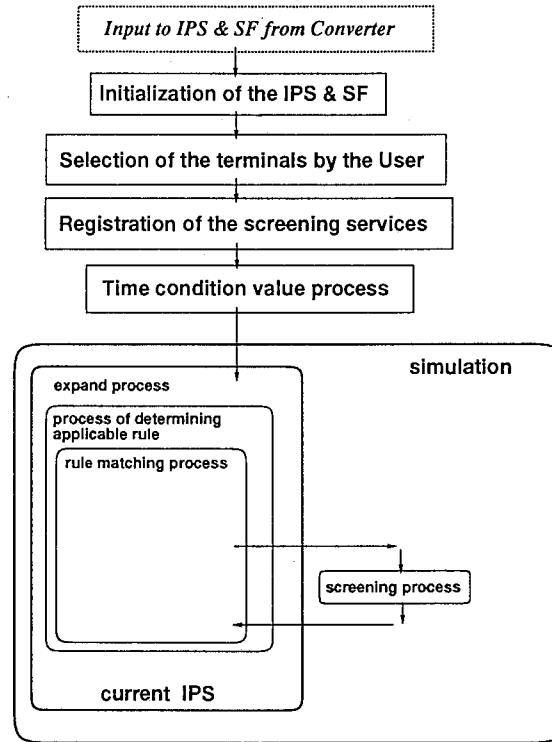 Input to IPS & SF from Converter
Initialization of the IPS & SF
Selection of the terminals by the User
Registration of the screening services
Time condition value process
simulation
expand process
process of determining
applicable rule
rule matching process
screening process
current IPS